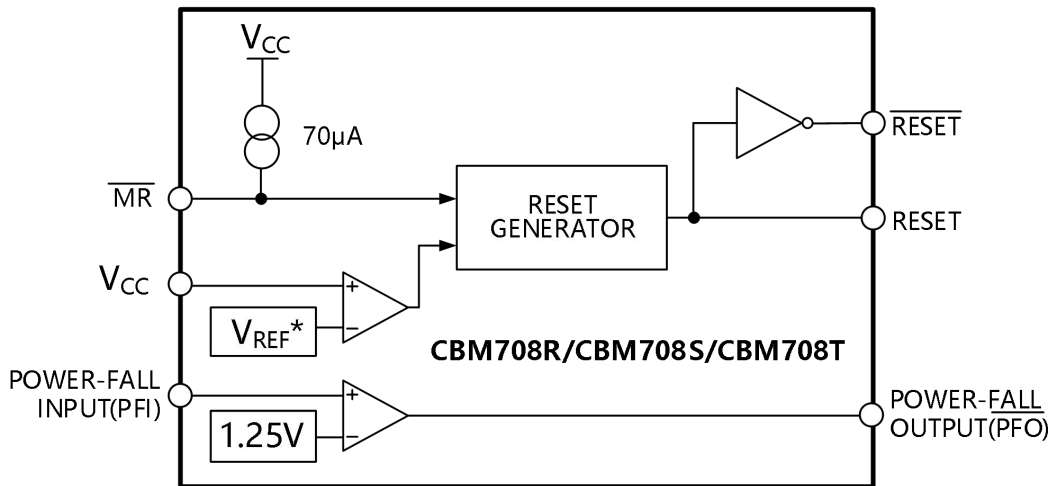 VCC
70μA
MR
RESET
GENERATOR
RESET
RESET
VCC
+
−
VREF*
CBM708R/CBM708S/CBM708T
POWER-FALL
INPUT(PFI)
+
−
1.25V
POWER-FALL
OUTPUT(PFO)